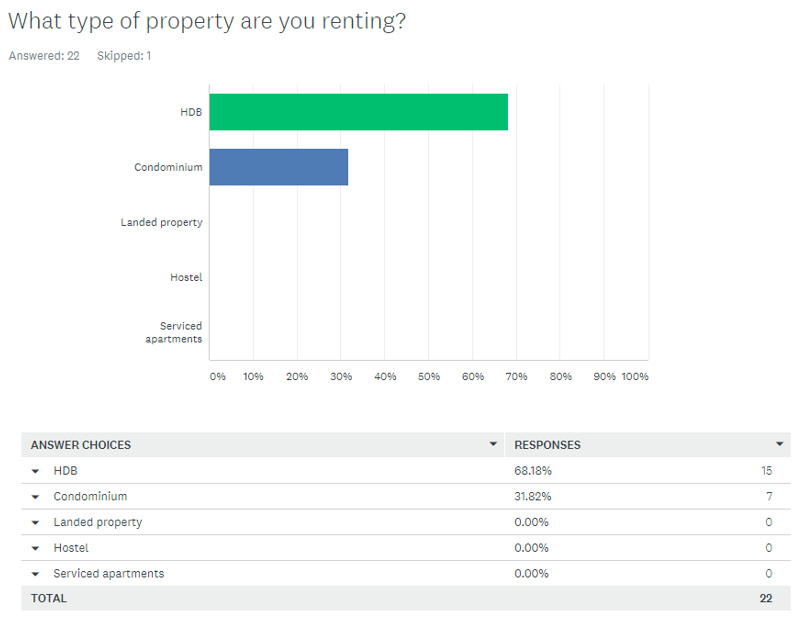 What type of property are you renting?
Answered: 22 Skipped: 1
HDB
Condominium
Landed property
Hostel
Serviced
apartments
0% 10% 20% 30% 40% 50% 60% 70% 80% 90% 100%
ANSWER CHOICES RESPONSES
HDB 68.18% 15
Condominium 31.82% 7
Landed property 0.00% 0
Hostel 0.00% 0
Serviced apartments 0.00% 0
TOTAL 22